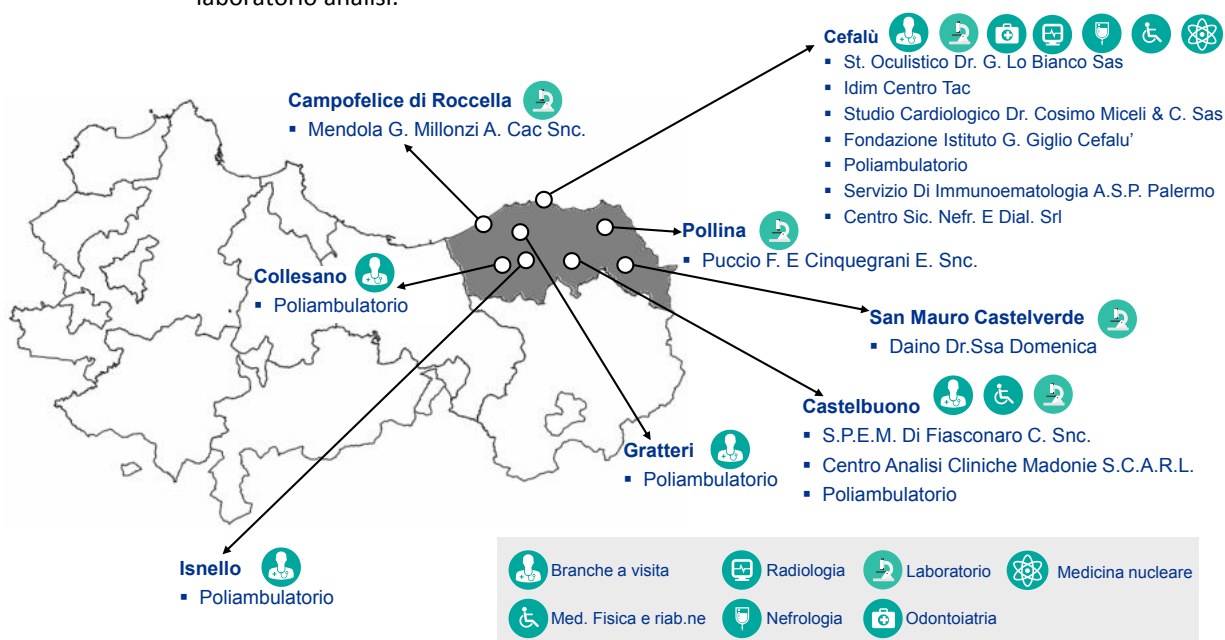 laboratorio analisi.
Cefalù
▪ St. Oculistico Dr. G. Lo Bianco Sas
▪ Idim Centro Tac
▪ Studio Cardiologico Dr. Cosimo Miceli & C. Sas
▪ Fondazione Istituto G. Giglio Cefalu'
▪ Poliambulatorio
▪ Servizio Di Immunoematologia A.S.P. Palermo
▪ Centro Sic. Nefr. E Dial. Srl
Campofelice di Roccella
▪ Mendola G. Millonzi A. Cac Snc.
Pollina
▪ Puccio F. E Cinquegrani E. Snc.
Collesano
▪ Poliambulatorio
San Mauro Castelverde
▪ Daino Dr.Ssa Domenica
Castelbuono
▪ S.P.E.M. Di Fiasconaro C. Snc.
▪ Centro Analisi Cliniche Madonie S.C.A.R.L.
▪ Poliambulatorio
Gratteri
▪ Poliambulatorio
Isnello
▪ Poliambulatorio
Branche a visita
Radiologia
Laboratorio
Medicina nucleare
Med. Fisica e riab.ne
Nefrologia
Odontoiatria